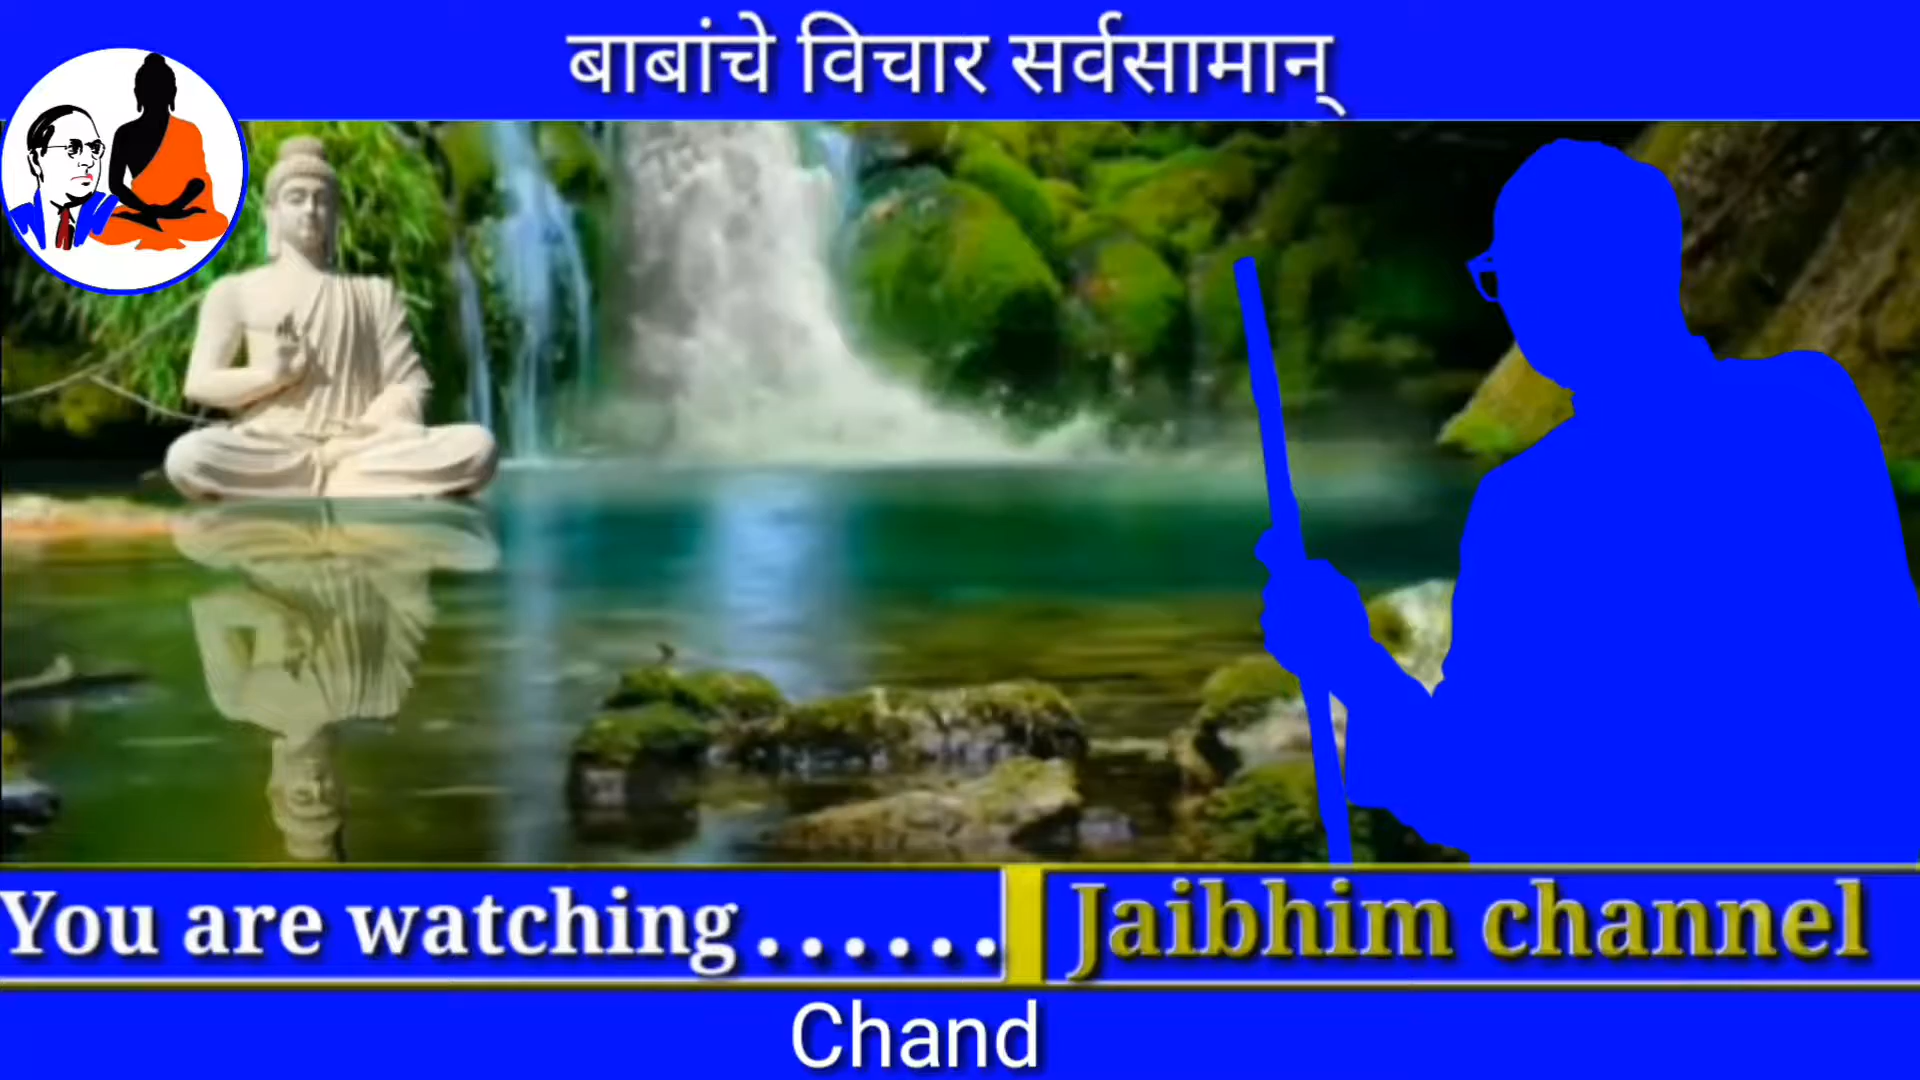 बाबांचे विचार सर्वसामान्
You are watching...... Jaibhim channel
Chand